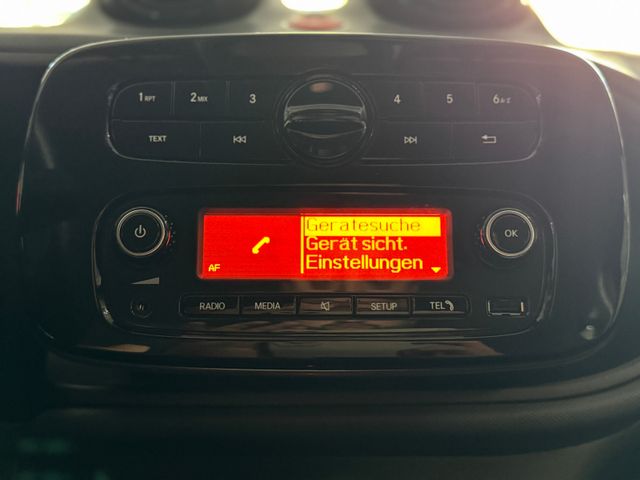 1 RPT 2 MIX 3 4 5 6
TEXT
OK
Gerätesuche
Gerät sicht.
Einstellungen
AF
RADIO MEDIA SETUP TEL